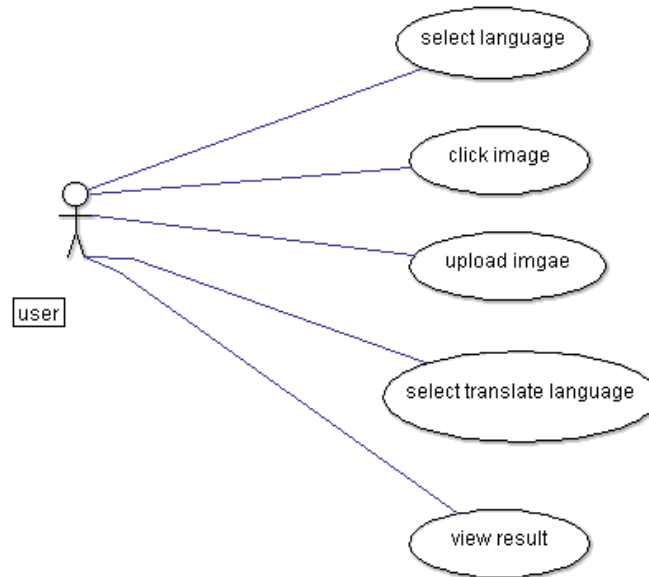 select language
click image
upload imgae
user
select translate language
view result